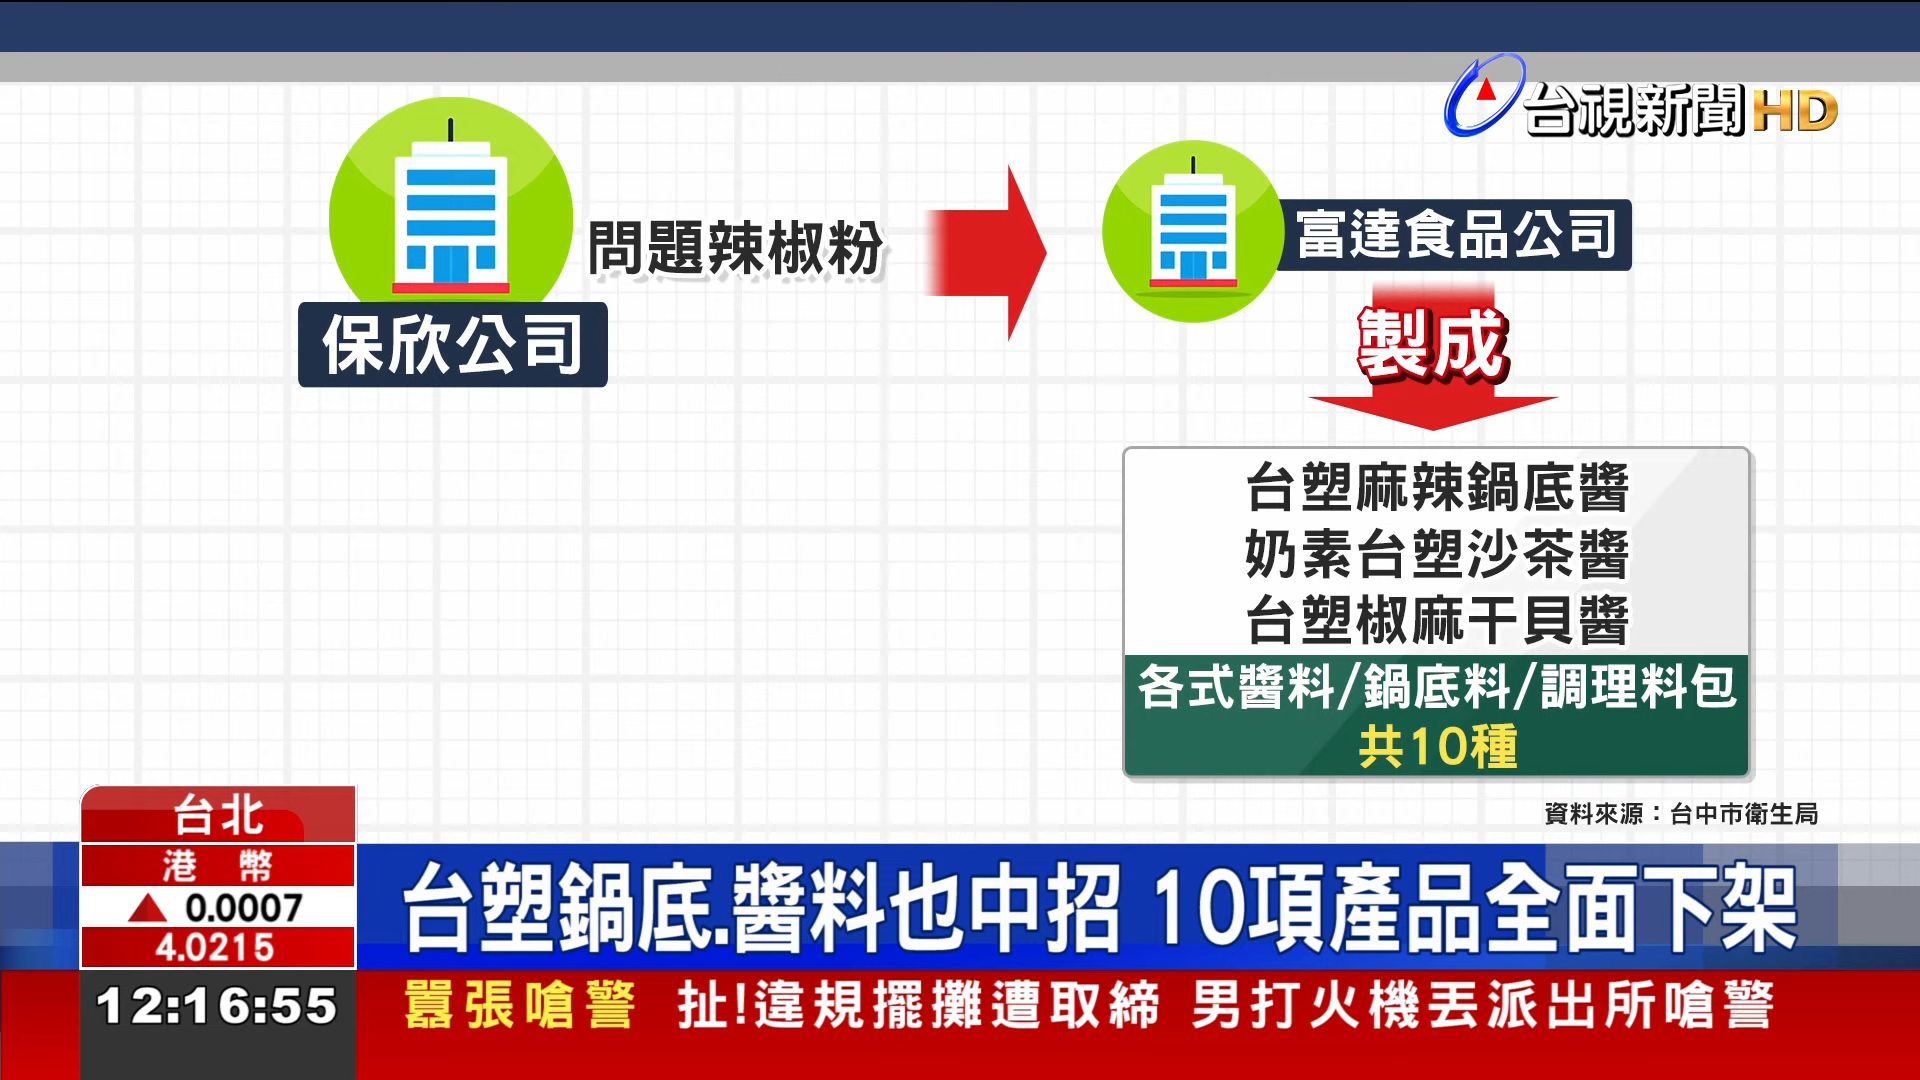 台視新聞HD
問題辣椒粉
保欣公司
富達食品公司
製成
台塑麻辣鍋底醬
奶素台塑沙茶醬
台塑椒麻干貝醬
各式醬料/鍋底料/調理料包
共10種
資料來源：台中市衛生局
台北
港 幣
▲ 0.0007
4.0215
12:16:55
台塑鍋底.醬料也中招 10項產品全面下架
囂張嗆警 扯!違規擺攤遭取締 男打火機丟派出所嗆警